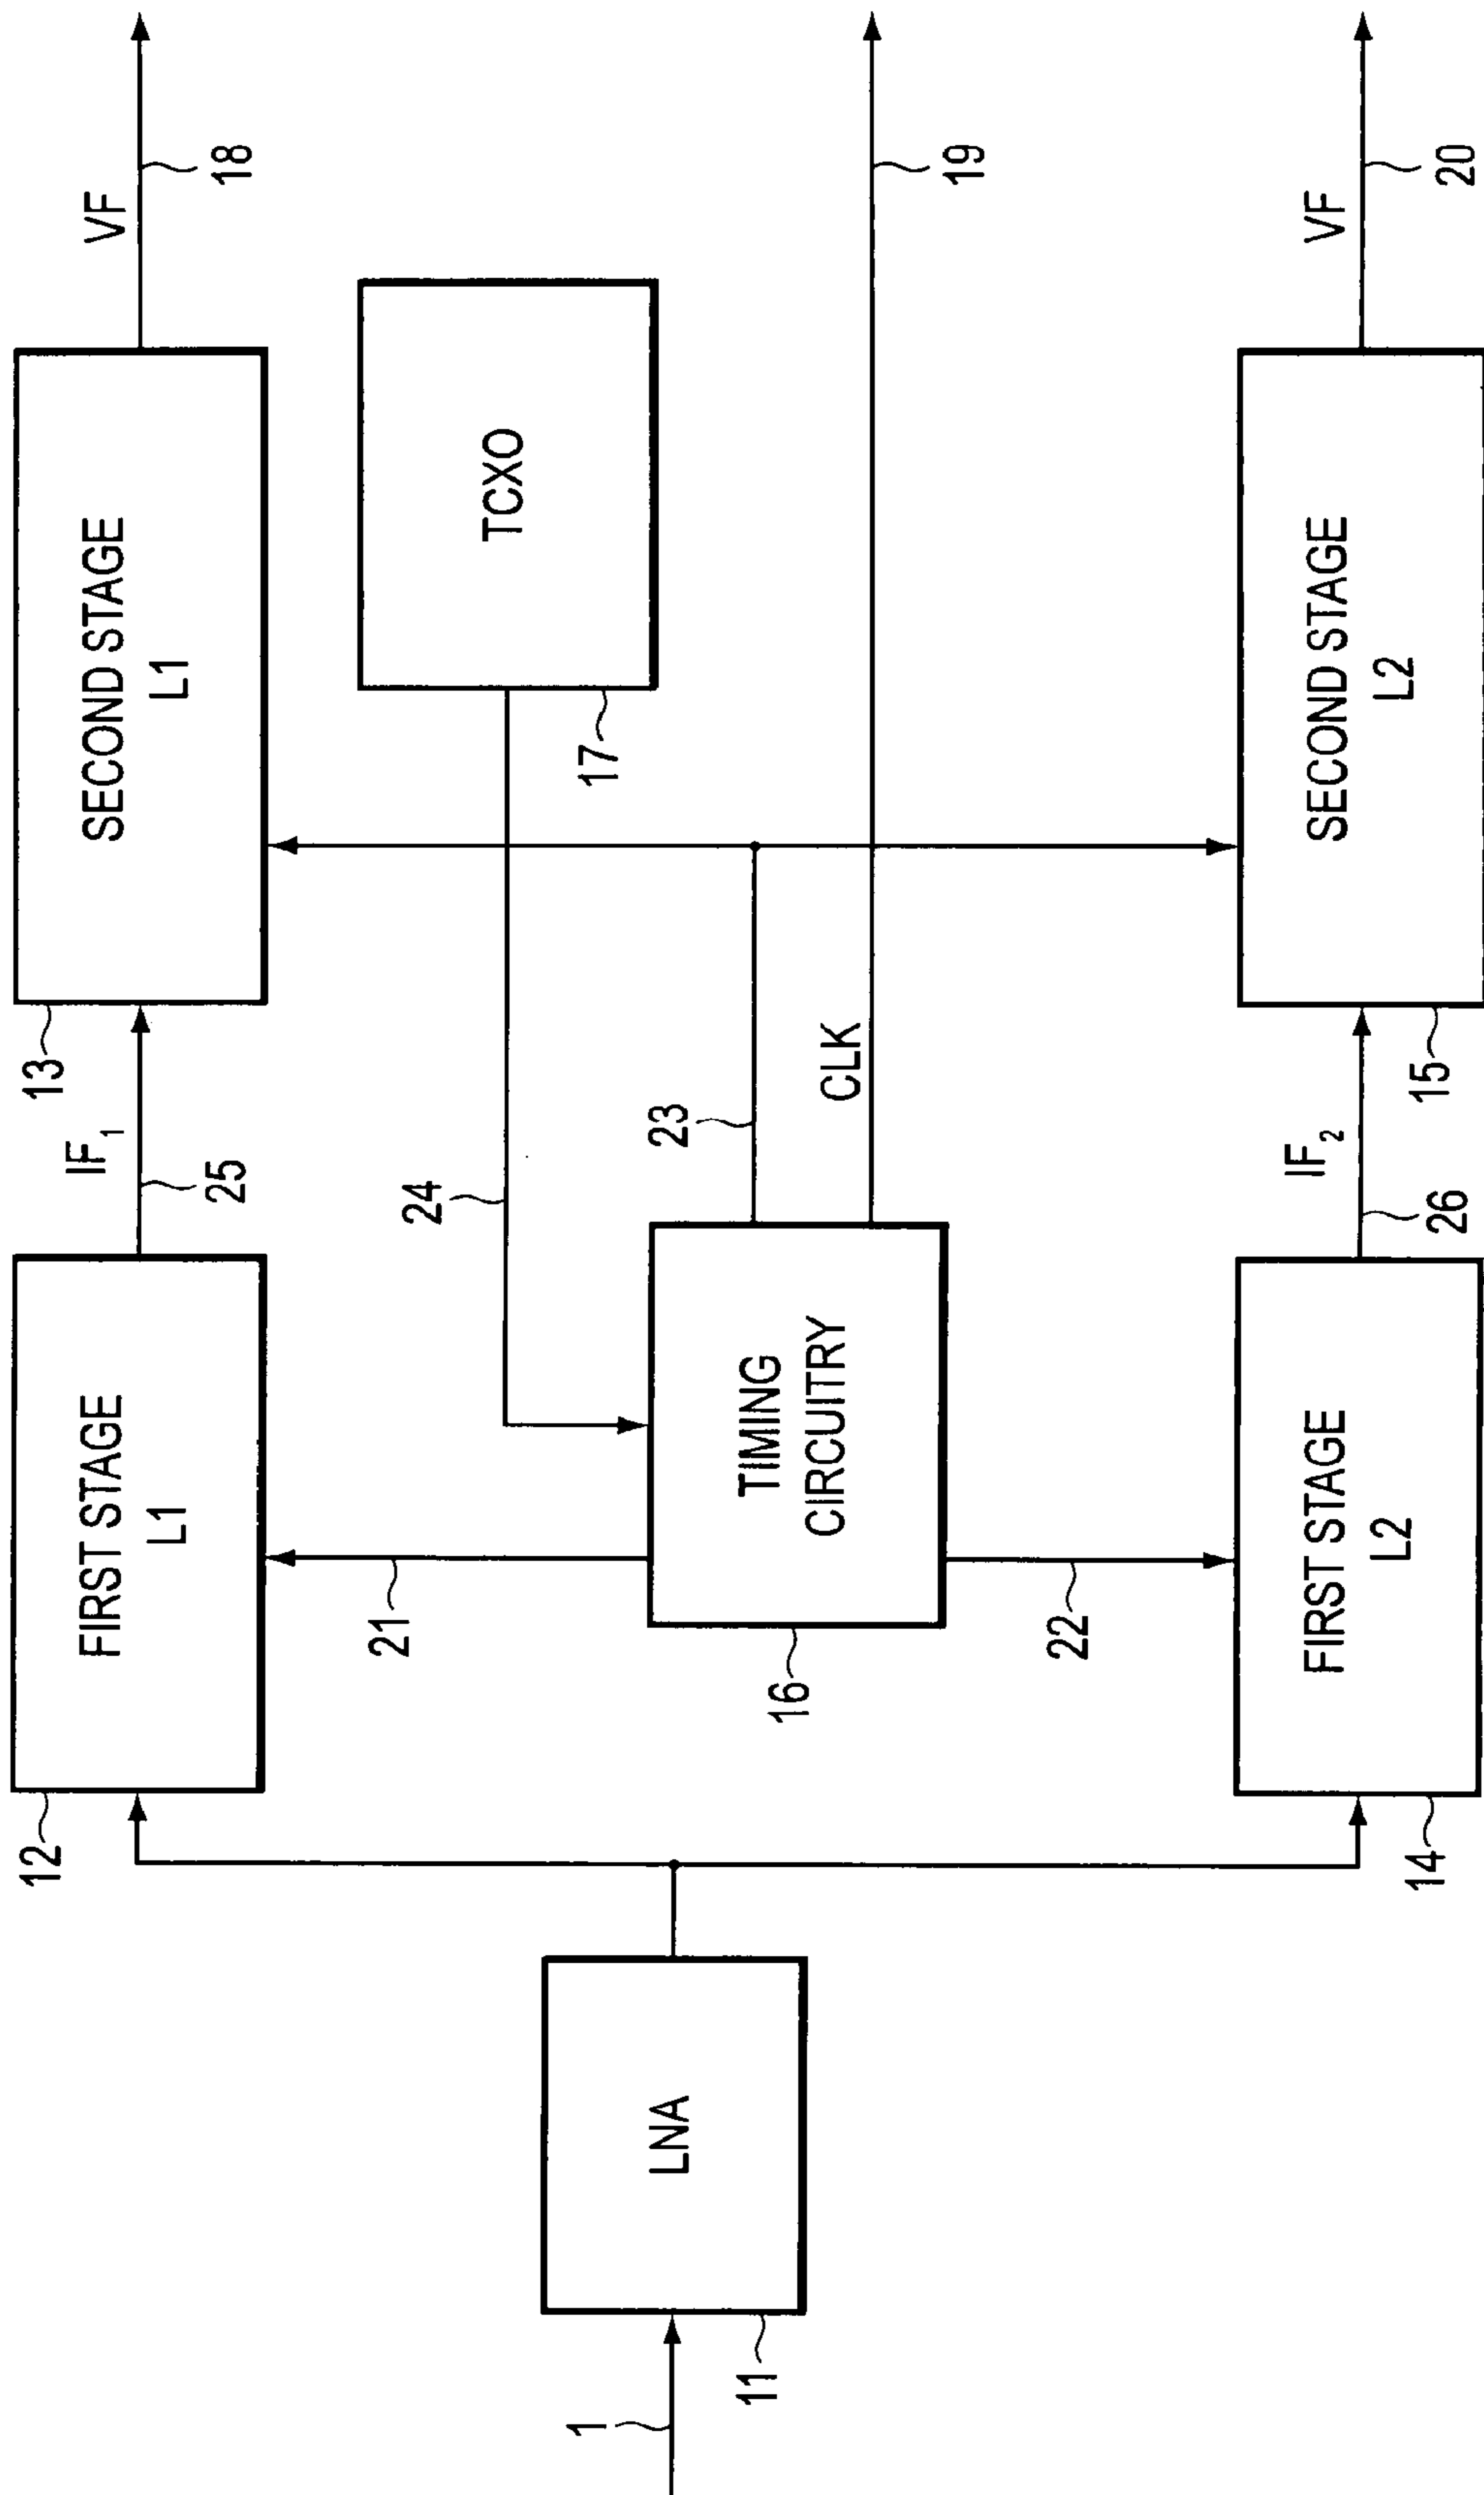 1
11
LNA
12
FIRST STAGE
L1
IF1
25
13
SECOND STAGE
L1
VF
18
21
24
TCXO
17
16
TIMING
CIRCUITRY
23
CLK
19
22
14
FIRST STAGE
L2
IF2
26
15
SECOND STAGE
L2
VF
20